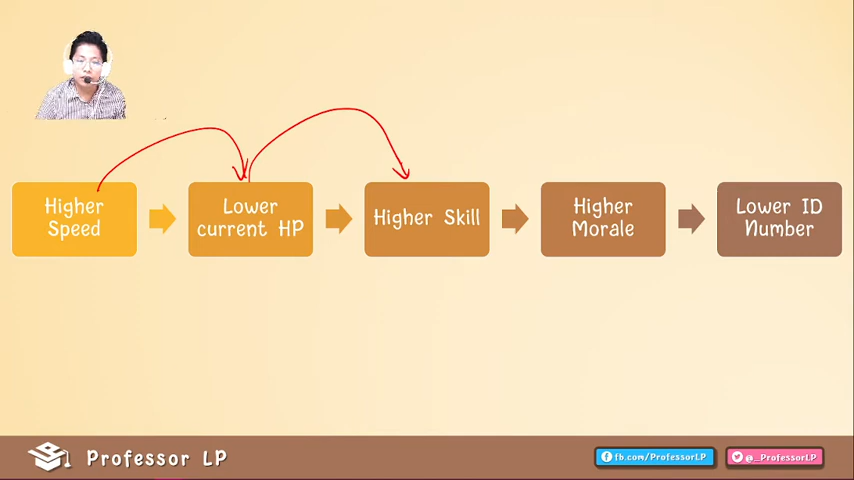 Higher
Speed
Lower
current HP
Higher Skill
Higher
Morale
Lower ID
Number
Professor LP
fb.com/ProfessorLP
@_ProfessorLP